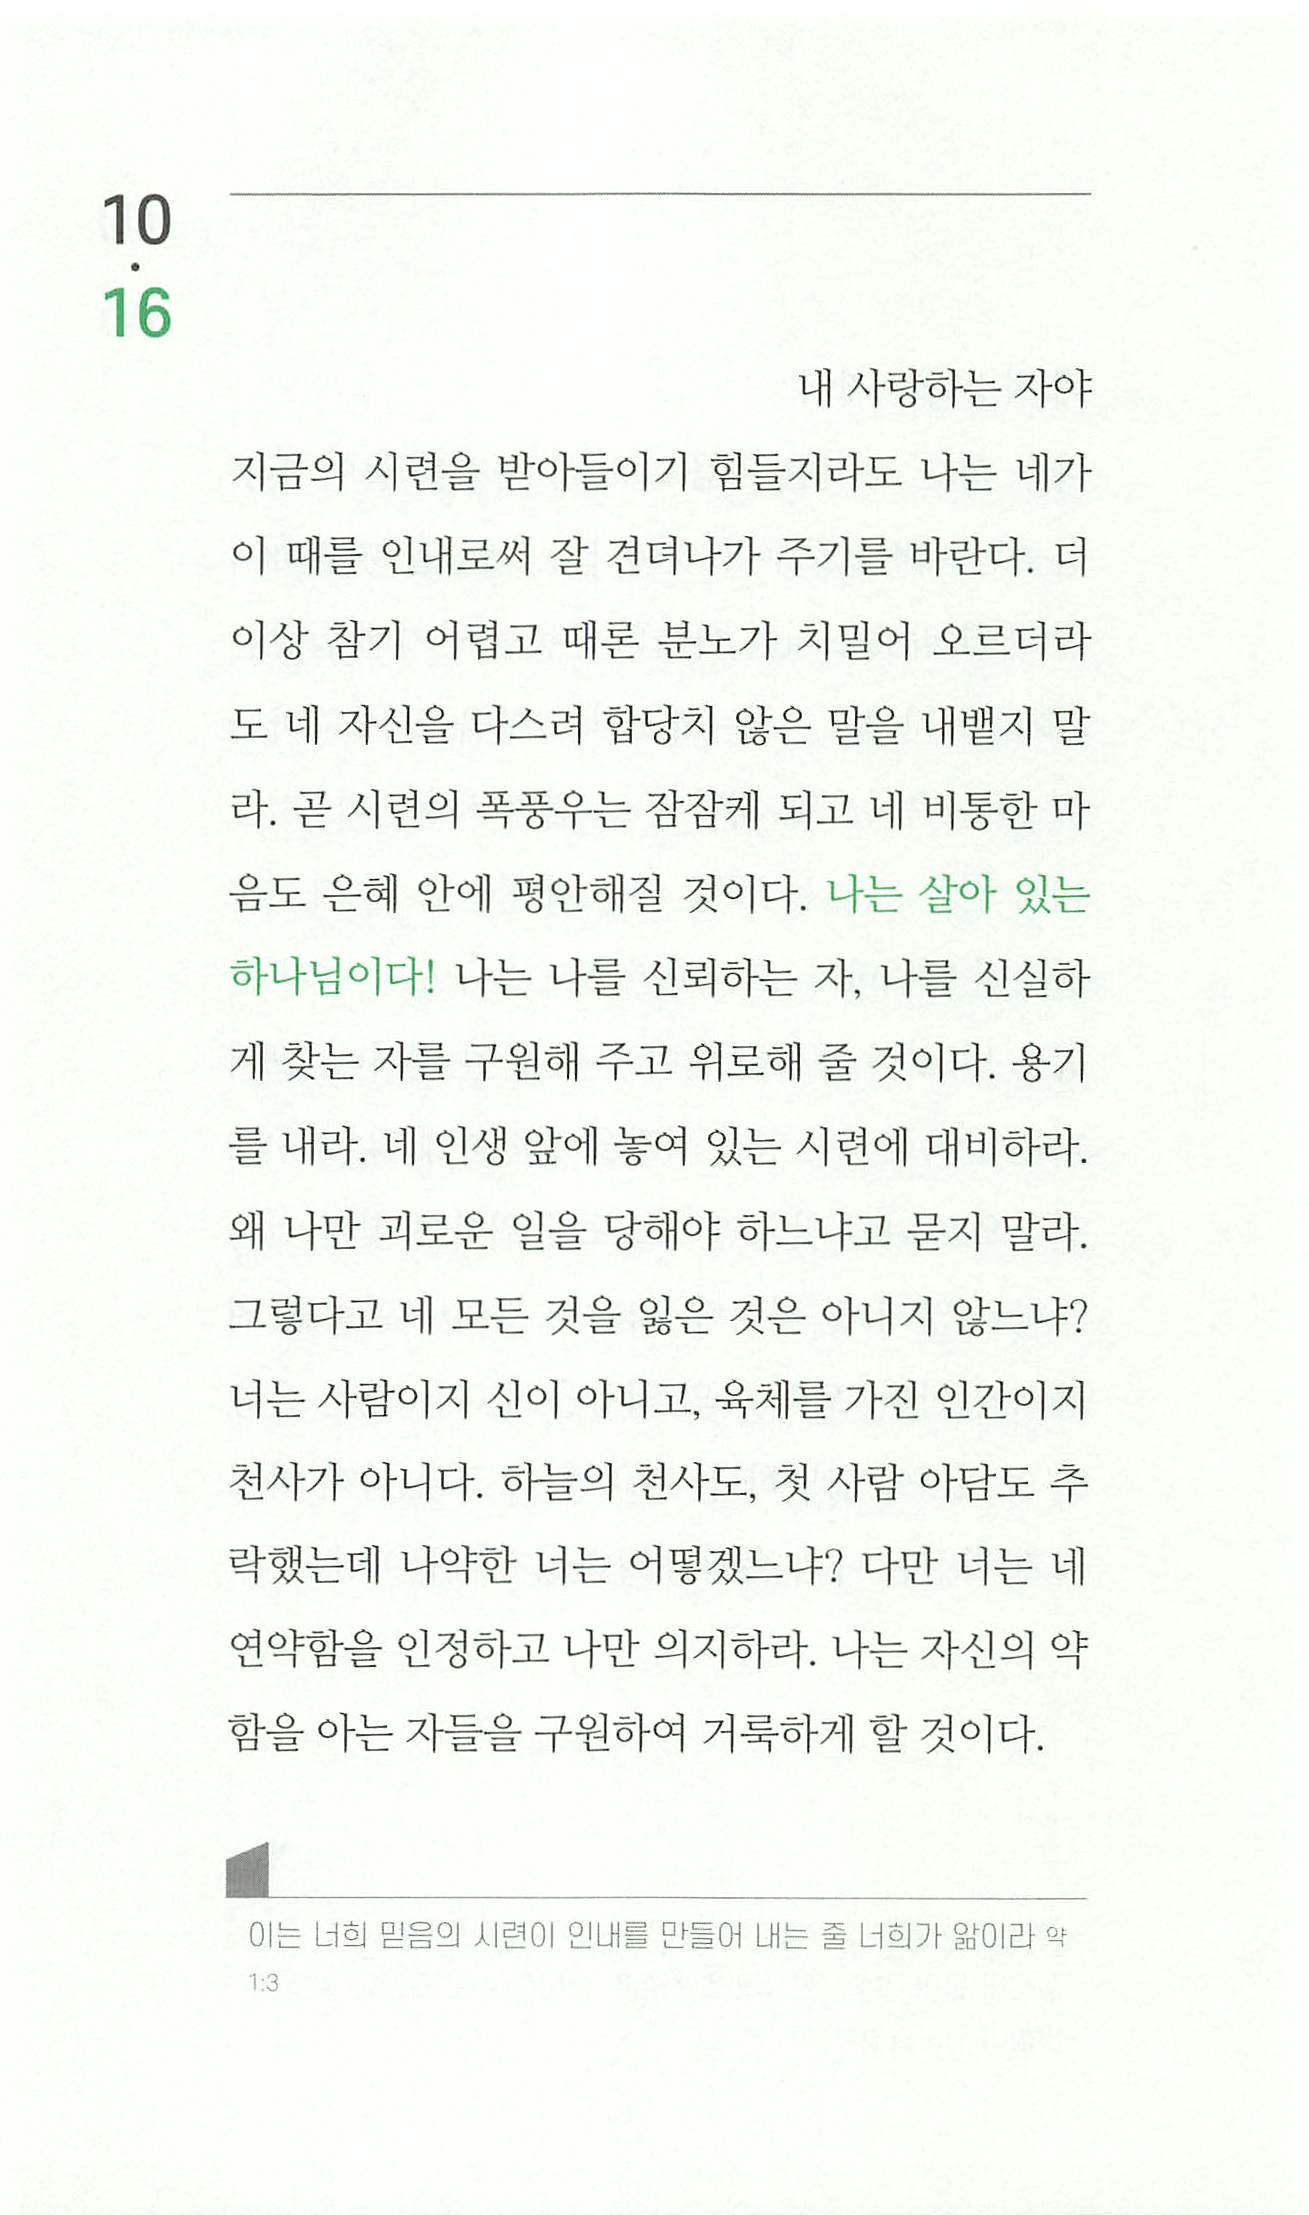 10
·
16
내 사랑하는 자야
지금의 시련을 받아들이기 힘들지라도 나는 네가
이 때를 인내로써 잘 견뎌나가 주기를 바란다. 더
이상 참기 어렵고 때론 분노가 치밀어 오르더라
도 네 자신을 다스려 합당치 않은 말을 내뱉지 말
라. 곧 시련의 폭풍우는 잠잠케 되고 네 비통한 마
음도 은혜 안에 평안해질 것이다. 나는 살아 있는
하나님이다! 나는 나를 신뢰하는 자, 나를 신실하
게 찾는 자를 구원해 주고 위로해 줄 것이다. 용기
를 내라. 네 인생 앞에 놓여 있는 시련에 대비하라.
왜 나만 괴로운 일을 당해야 하느냐고 묻지 말라.
그렇다고 네 모든 것을 잃은 것은 아니지 않느냐?
너는 사람이지 신이 아니고, 육체를 가진 인간이지
천사가 아니다. 하늘의 천사도, 첫 사람 아담도 추
락했는데 나약한 너는 어떻겠느냐? 다만 너는 네
연약함을 인정하고 나만 의지하라. 나는 자신의 약
함을 아는 자들을 구원하여 거룩하게 할 것이다.
이는 너희 믿음의 시련이 인내를 만들어 내는 줄 너희가 앎이라 약
1:3